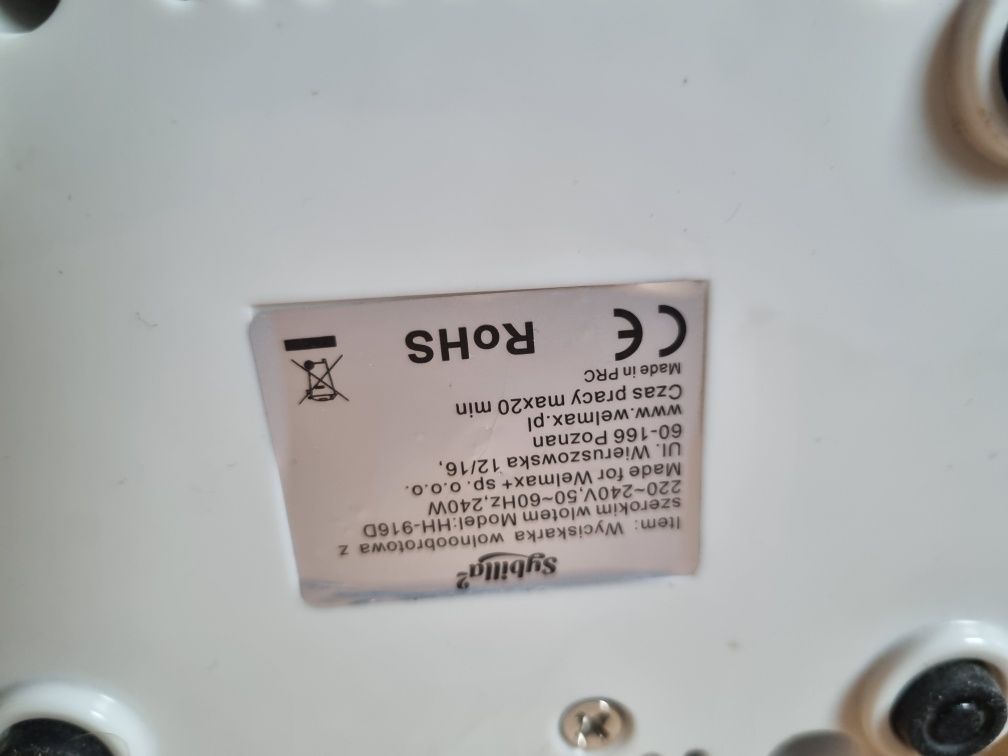 Sybilla²
Item: Wyciskarka wolnoobrotowa z
szerokim wlotem Model:HH-916D
220~240V,50~60Hz,240W
Made for Welmax+ sp. o.o.o.
Ul. Wieruszowska 12/16,
60-166 Poznan
www.welmax.pl
Czas pracy max20 min
Made in PRC
CE RoHS